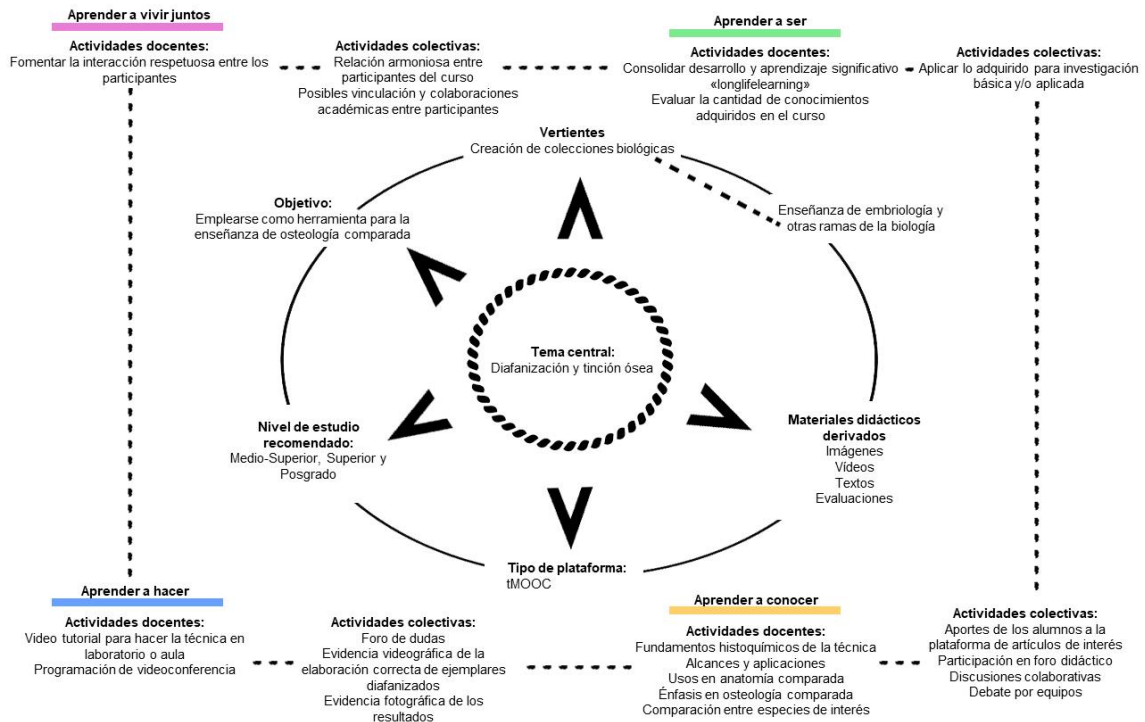 Aprender a vivir juntos
Actividades docentes:
Fomentar la interacción respetuosa entre los
participantes
Actividades colectivas:
Relación armoniosa entre
participantes del curso
Posibles vinculación y colaboraciones
académicas entre participantes
Aprender a ser
Actividades docentes:
Consolidar desarrollo y aprendizaje significativo
«longlifelearning»
Evaluar la cantidad de conocimientos
adquiridos en el curso
Actividades colectivas:
Aplicar lo adquirido para investigación
básica y/o aplicada
Vertientes
Creación de colecciones biológicas
Objetivo:
Emplearse como herramienta para la
enseñanza de osteología comparada
Enseñanza de embriología y
otras ramas de la biología
Tema central:
Diafanización y tinción ósea
Nivel de estudio
recomendado:
Medio-Superior, Superior y
Posgrado
Materiales didácticos
derivados
Imágenes
Vídeos
Textos
Evaluaciones
Tipo de plataforma:
tMOOC
Aprender a hacer
Actividades docentes:
Video tutorial para hacer la técnica en
laboratorio o aula
Programación de videoconferencia
Actividades colectivas:
Foro de dudas
Evidencia videográfica de la
elaboración correcta de ejemplares
diafanizados
Evidencia fotográfica de los
resultados
Aprender a conocer
Actividades docentes:
Fundamentos histoquímicos de la técnica
Alcances y aplicaciones
Usos en anatomía comparada
Énfasis en osteología comparada
Comparación entre especies de interés
Actividades colectivas:
Aportes de los alumnos a la
plataforma de artículos de interés
Participación en foro didáctico
Discusiones colaborativas
Debate por equipos